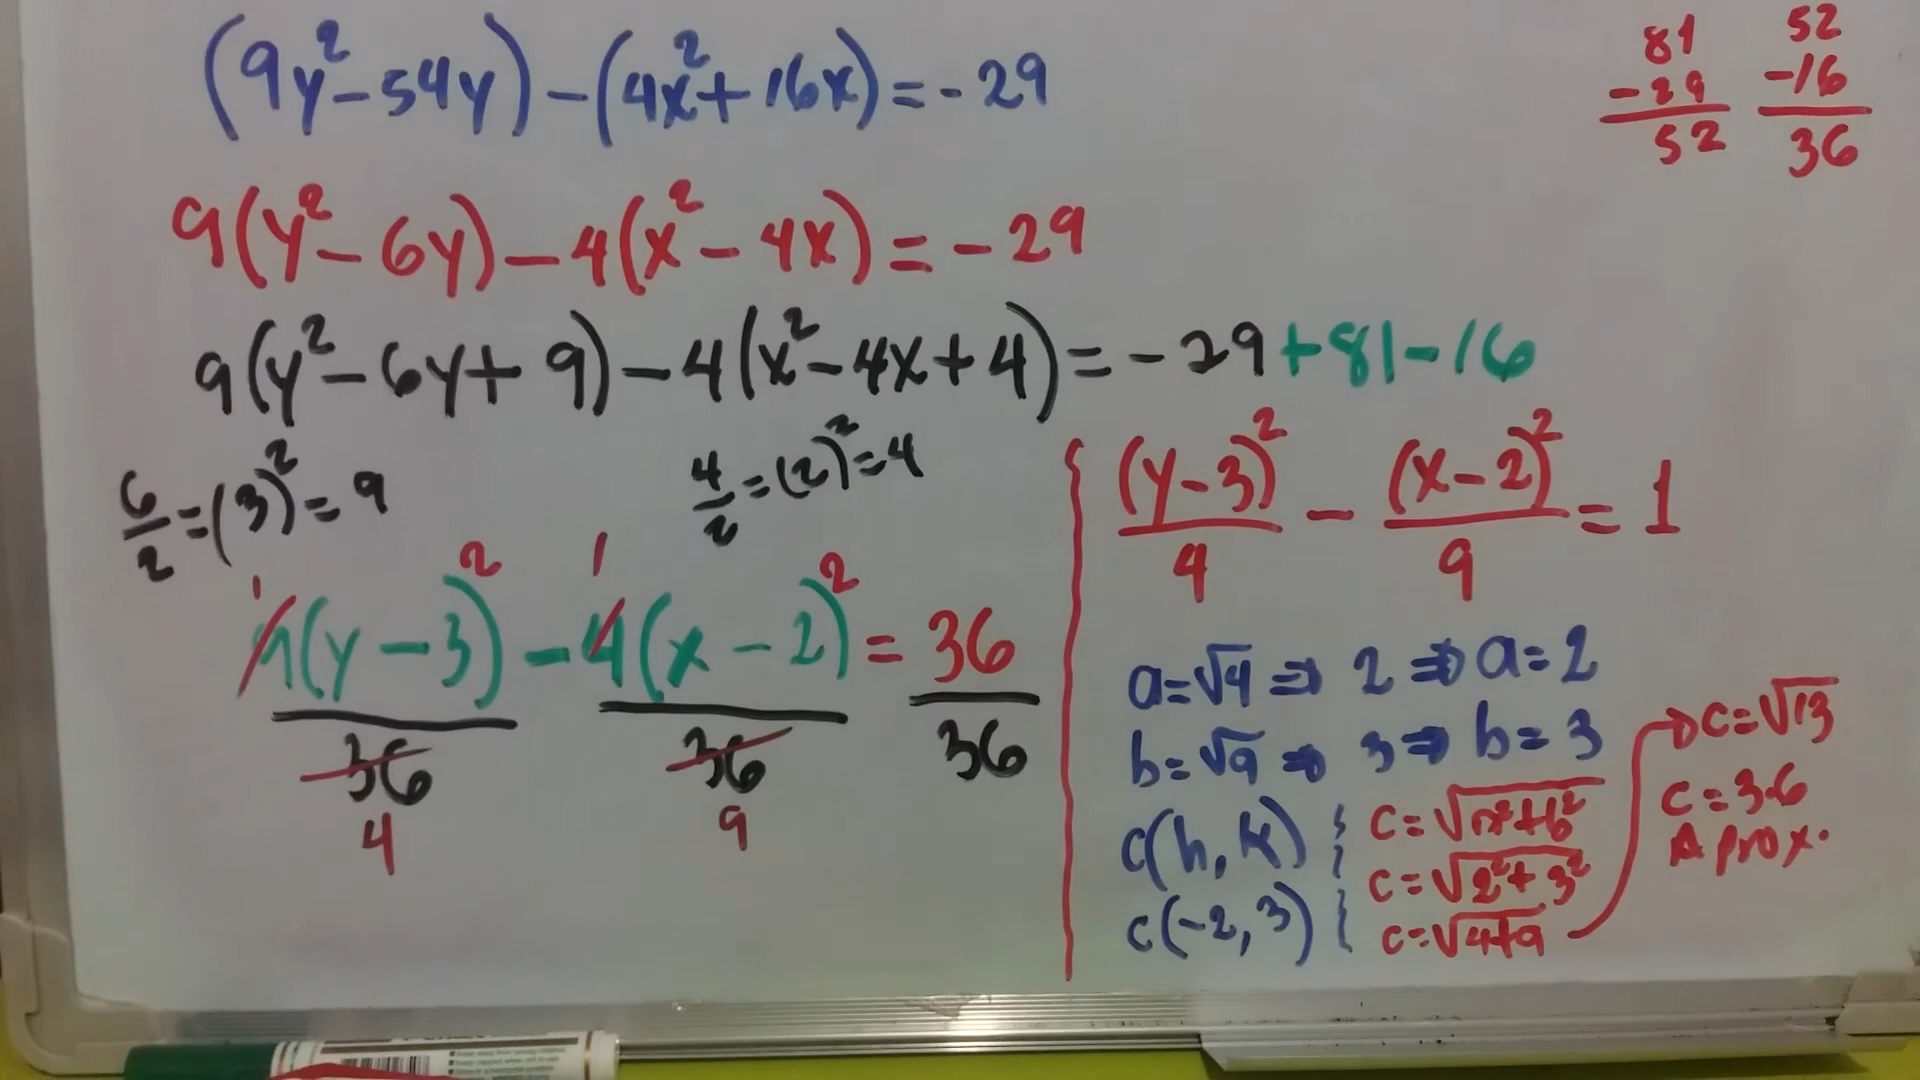 (9y² - 54y) - (4x² + 16x) = -29
81
-29
52
52
-16
36
9(y² - 6y) - 4(x² - 4x) = -29
9(y² - 6y + 9) - 4(x² - 4x + 4) = -29 + 81 - 16
6/2 = (3)² = 9
4/2 = (2)² = 4
1 1
9(y - 3)²/36 - 4(x - 2)²/36 = 36/36
4 9
(y - 3)²/4 - (x - 2)²/9 = 1
a = √4 ⇒ 2 ⇒ a = 2
b = √9 ⇒ 3 ⇒ b = 3
c(h, k)
c(-2, 3)
c = √a² + b²
c = √2² + 3²
c = √4 + 9
→ c = √13
c = 3.6
Aprox.